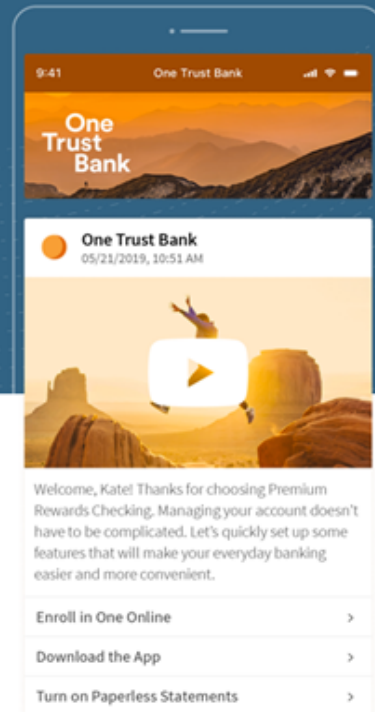 9:41
One Trust Bank
One
Trust
Bank
One Trust Bank
05/21/2019, 10:51 AM
Welcome, Kate! Thanks for choosing Premium
Rewards Checking. Managing your account doesn't
have to be complicated. Let's quickly set up some
features that will make your everyday banking
easier and more convenient.
Enroll in One Online
Download the App
Turn on Paperless Statements